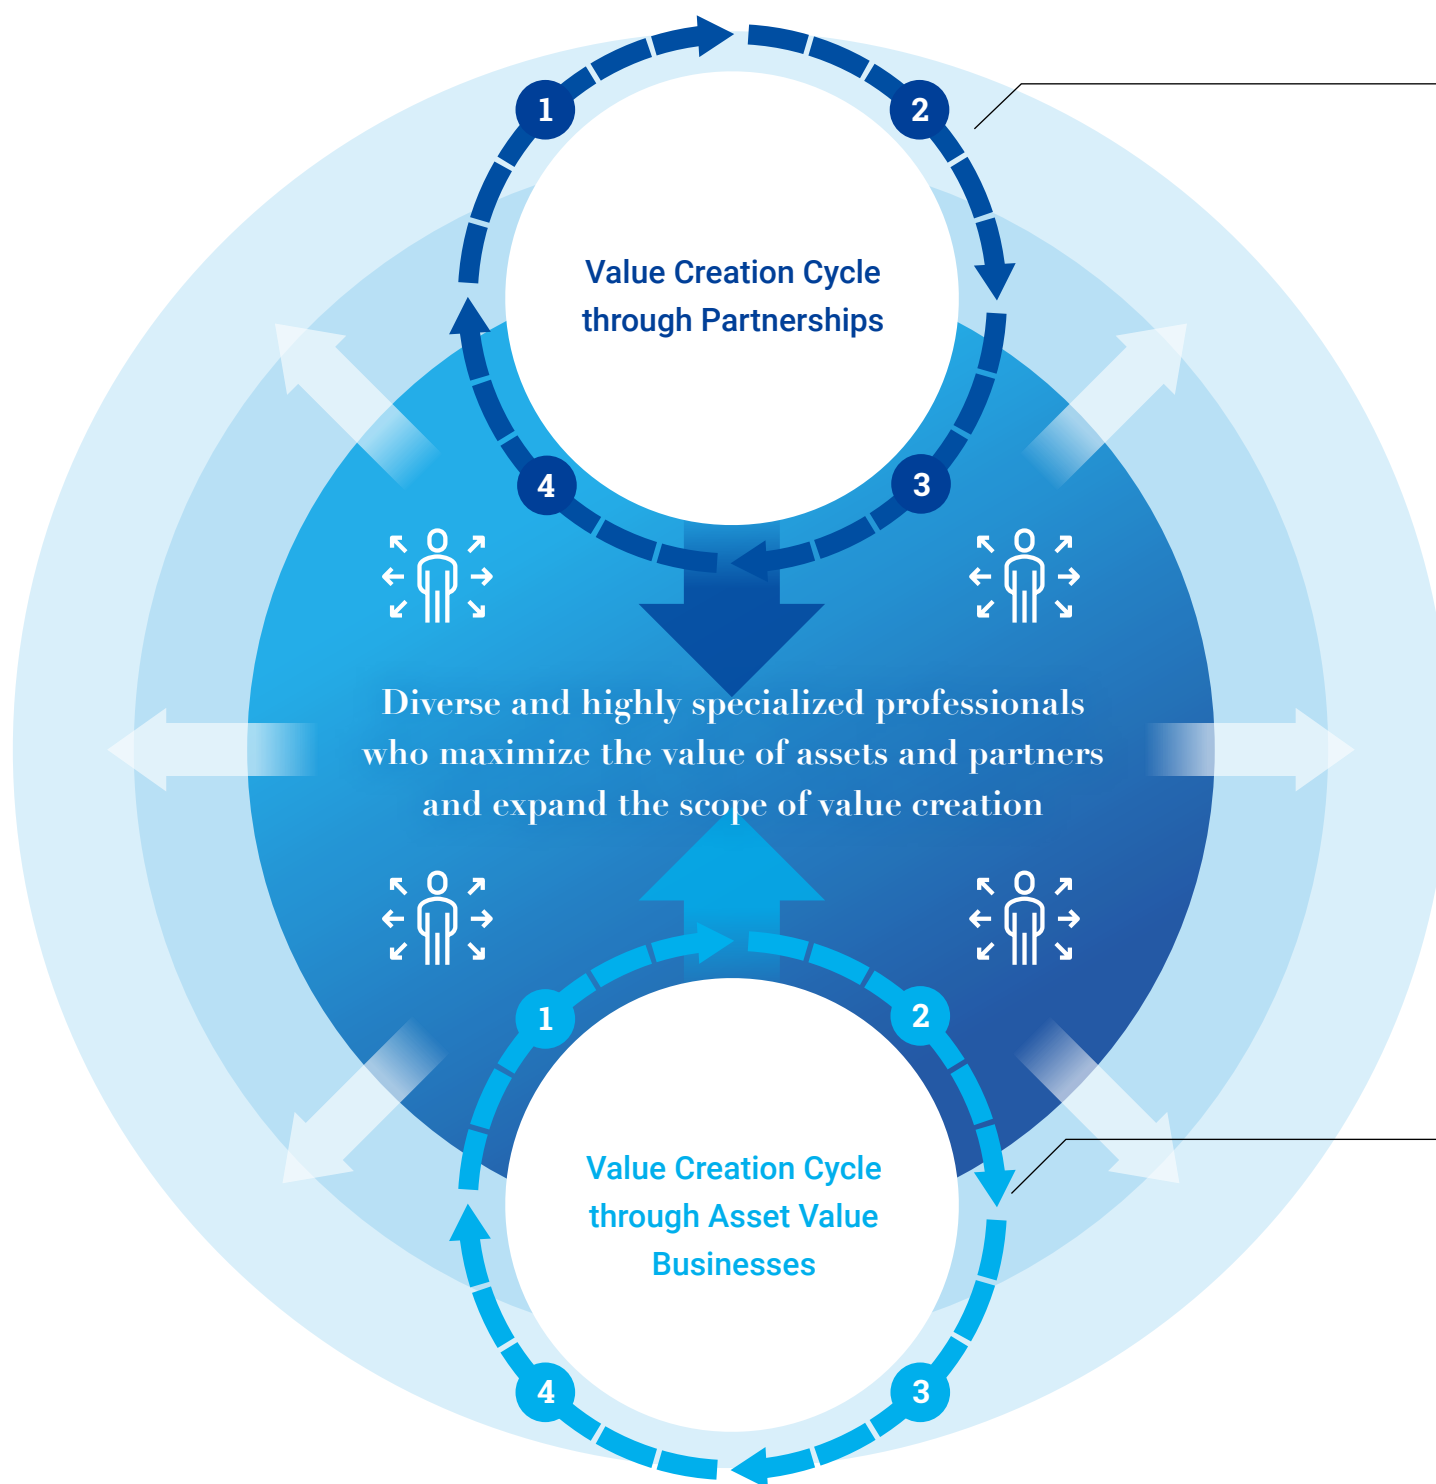 1
2
Value Creation Cycle
through Partnerships
4
3
Diverse and highly specialized professionals
who maximize the value of assets and partners
and expand the scope of value creation
1
2
Value Creation Cycle
through Asset Value
Businesses
4
3